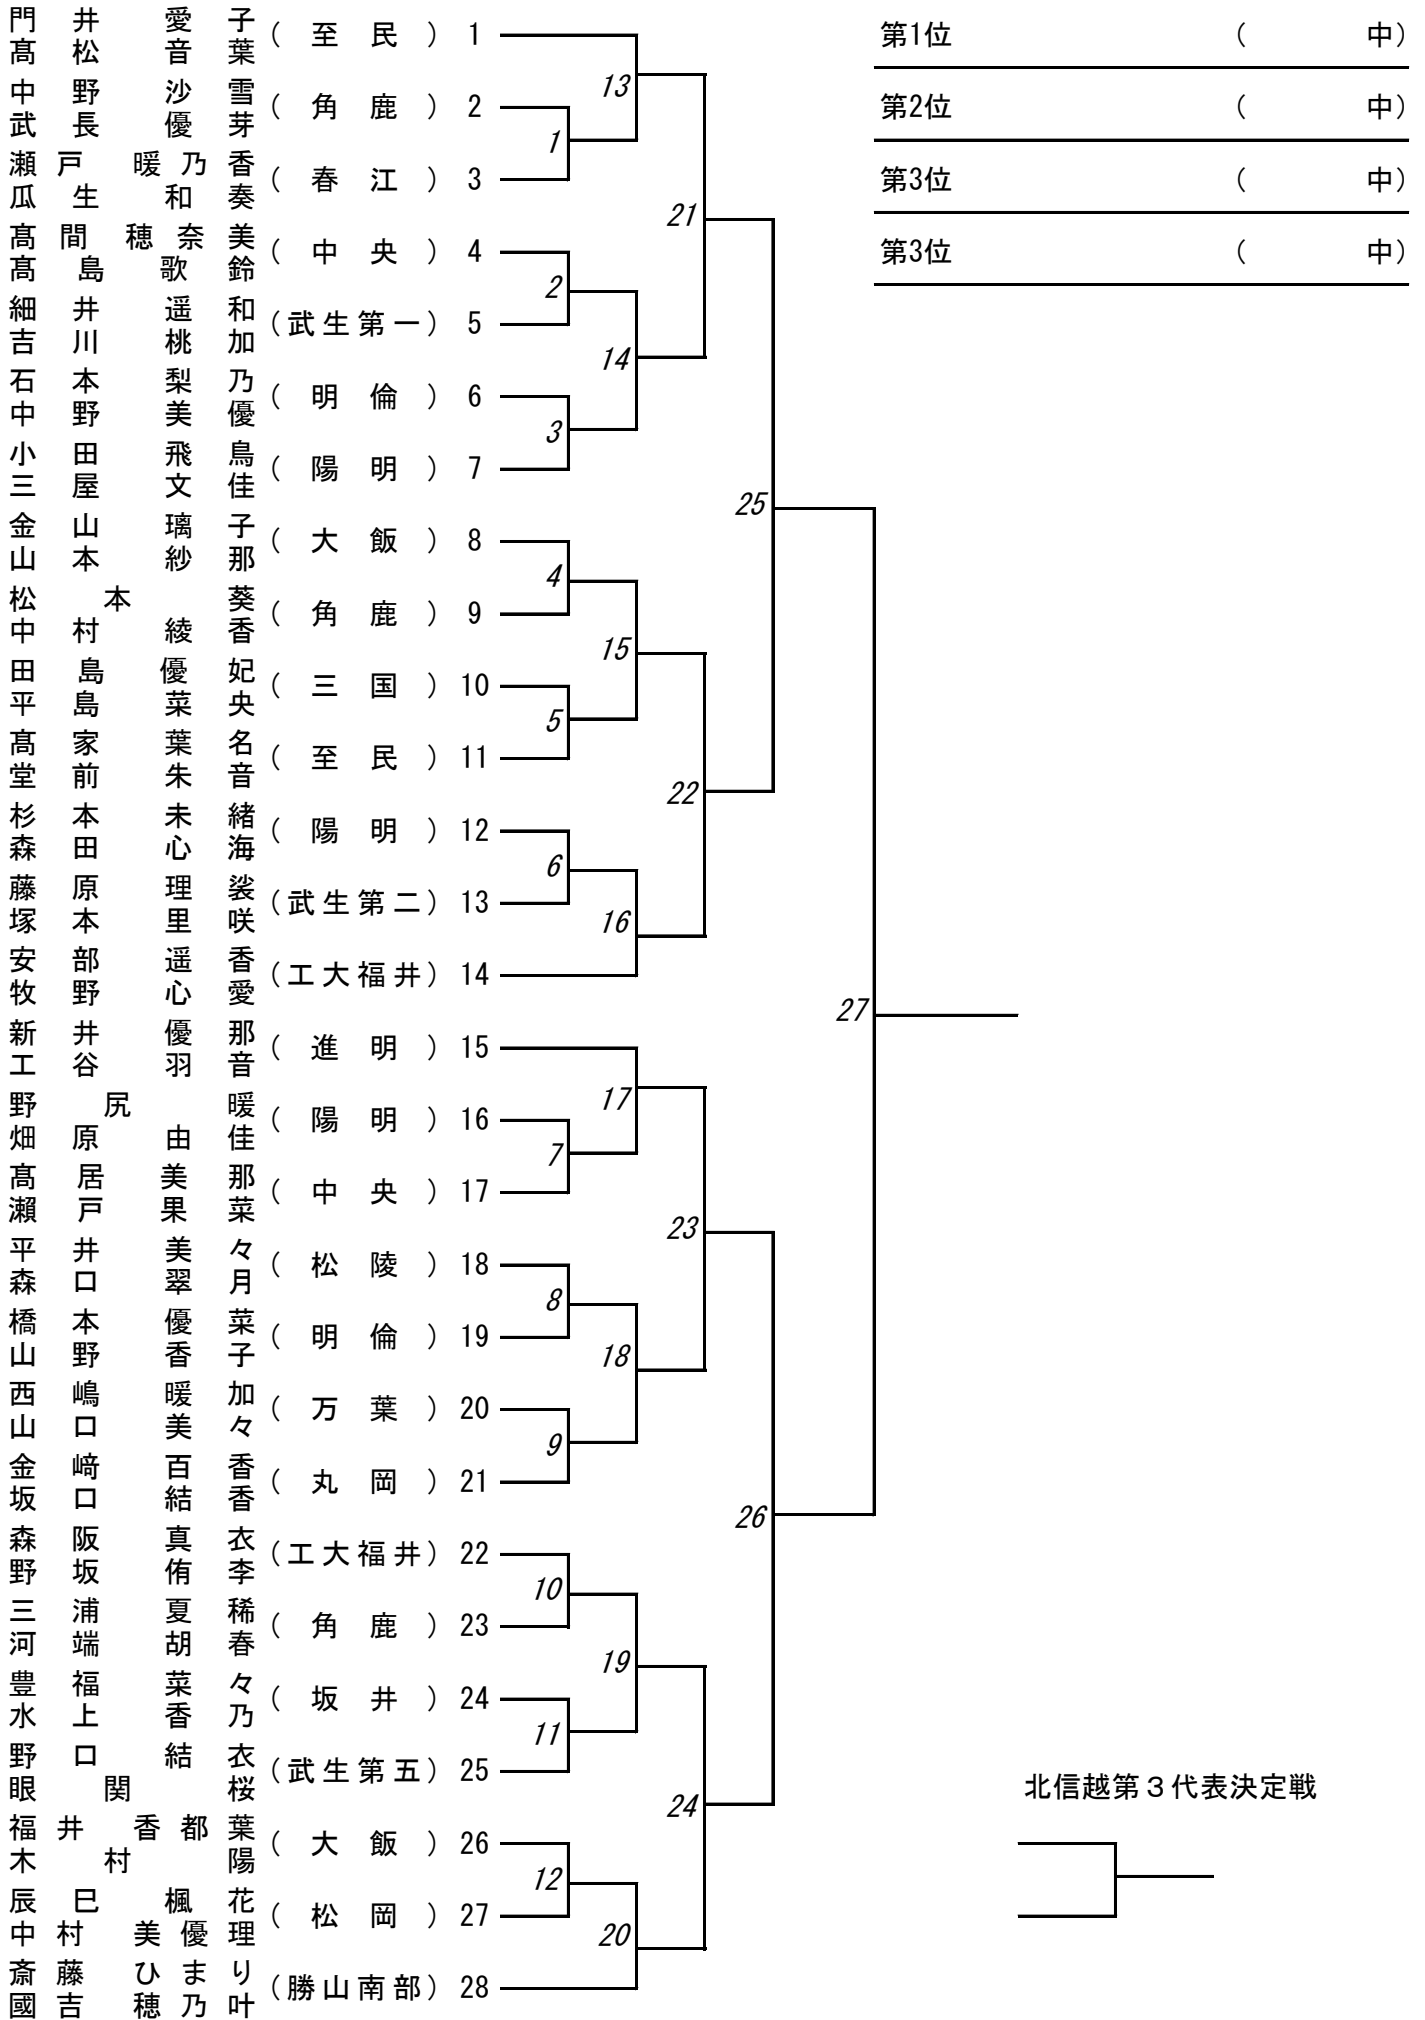 門井愛子
髙松音葉
（至民） 1
中野沙雪
武長優芽
（角鹿） 2
瀬戸暖乃香
瓜生和奏
（春江） 3
髙間穂奈美
髙島歌鈴
（中央） 4
細井遥和
吉川桃加
（武生第一） 5
石本梨乃
中野美優
（明倫） 6
小田飛鳥
三屋文佳
（陽明） 7
金山璃子
山本紗那
（大飯） 8
松本葵
中村綾香
（角鹿） 9
田島優妃
平島菜央
（三国） 10
髙家葉名
堂前朱音
（至民） 11
杉本未緒
森田心海
（陽明） 12
藤原理裟
塚本里咲
（武生第二） 13
安部遥香
牧野心愛
（工大福井） 14
新井優那
工谷羽音
（進明） 15
野尻暖
畑原由佳
（陽明） 16
髙居美那
瀬戸果菜
（中央） 17
平井美々
森口翠月
（松陵） 18
橋本優菜
山野香子
（明倫） 19
西嶋暖加
山口美々
（万葉） 20
金﨑百香
坂口結香
（丸岡） 21
森阪真衣
野坂侑李
（工大福井） 22
三浦夏稀
河端胡春
（角鹿） 23
豊福菜々
水上香乃
（坂井） 24
野口結衣
眼関桜
（武生第五） 25
福井香都葉
木村陽
（大飯） 26
辰巳楓花
中村美優理
（松岡） 27
斎藤ひまり
國吉穂乃叶
（勝山南部） 28
1
2
3
4
5
6
7
8
9
10
11
12
13
14
15
16
17
18
19
20
21
22
23
24
25
26
27
第1位 （ 中）
第2位 （ 中）
第3位 （ 中）
第3位 （ 中）
北信越第３代表決定戦